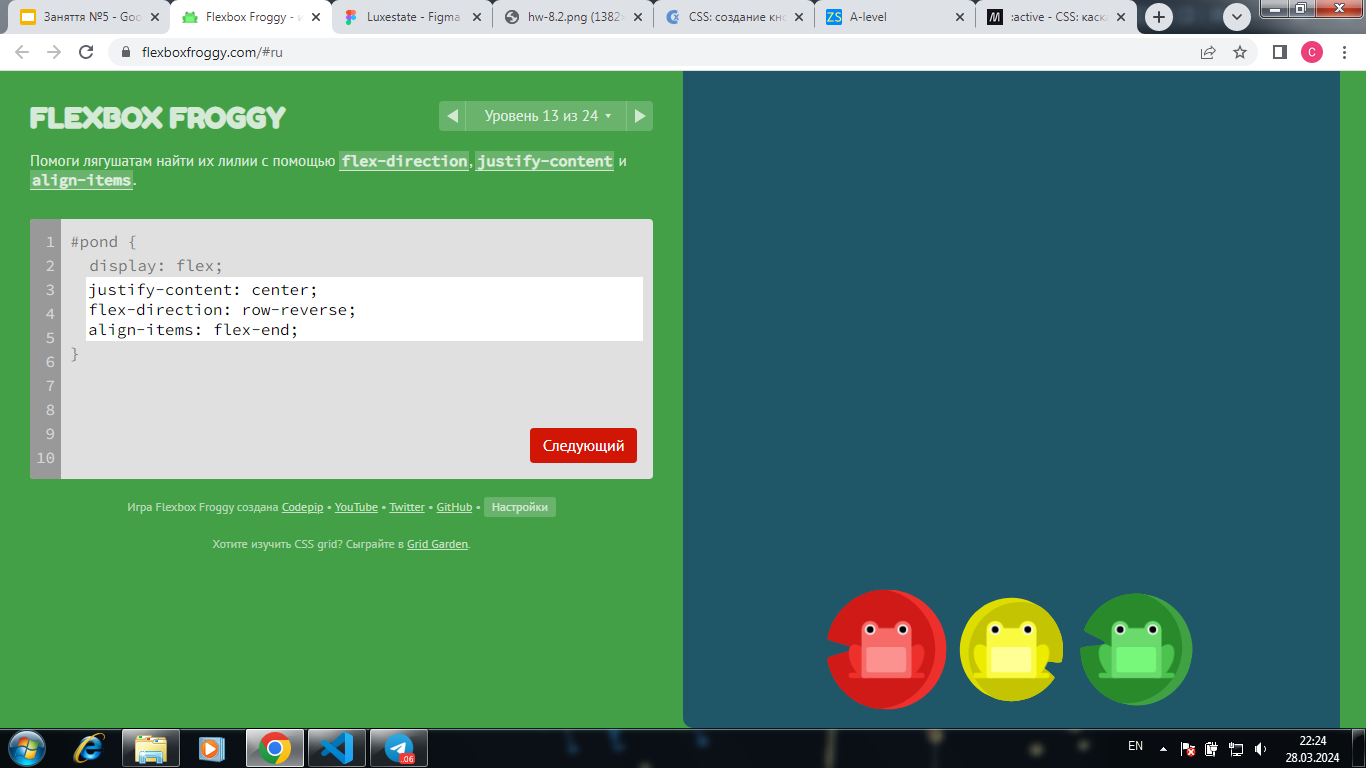 Заняття №5 - Goo
Flexbox Froggy - и
Luxestate - Figma
hw-8.2.png (1382×
CSS: создание кно
A-level
:active - CSS: каска
flexboxfroggy.com/#ru
C
FLEXBOX FROGGY
Уровень 13 из 24 ▾
Помоги лягушатам найти их лилии с помощью flex-direction, justify-content и
align-items.
1 #pond {
2 display: flex;
3 justify-content: center;
4 flex-direction: row-reverse;
5 align-items: flex-end;
6 }
7
8
9
10
Следующий
Игра Flexbox Froggy создана Codepip • YouTube • Twitter • GitHub • Настройки
Хотите изучить CSS grid? Сыграйте в Grid Garden.
ZS
M
.06
EN
22:24
28.03.2024